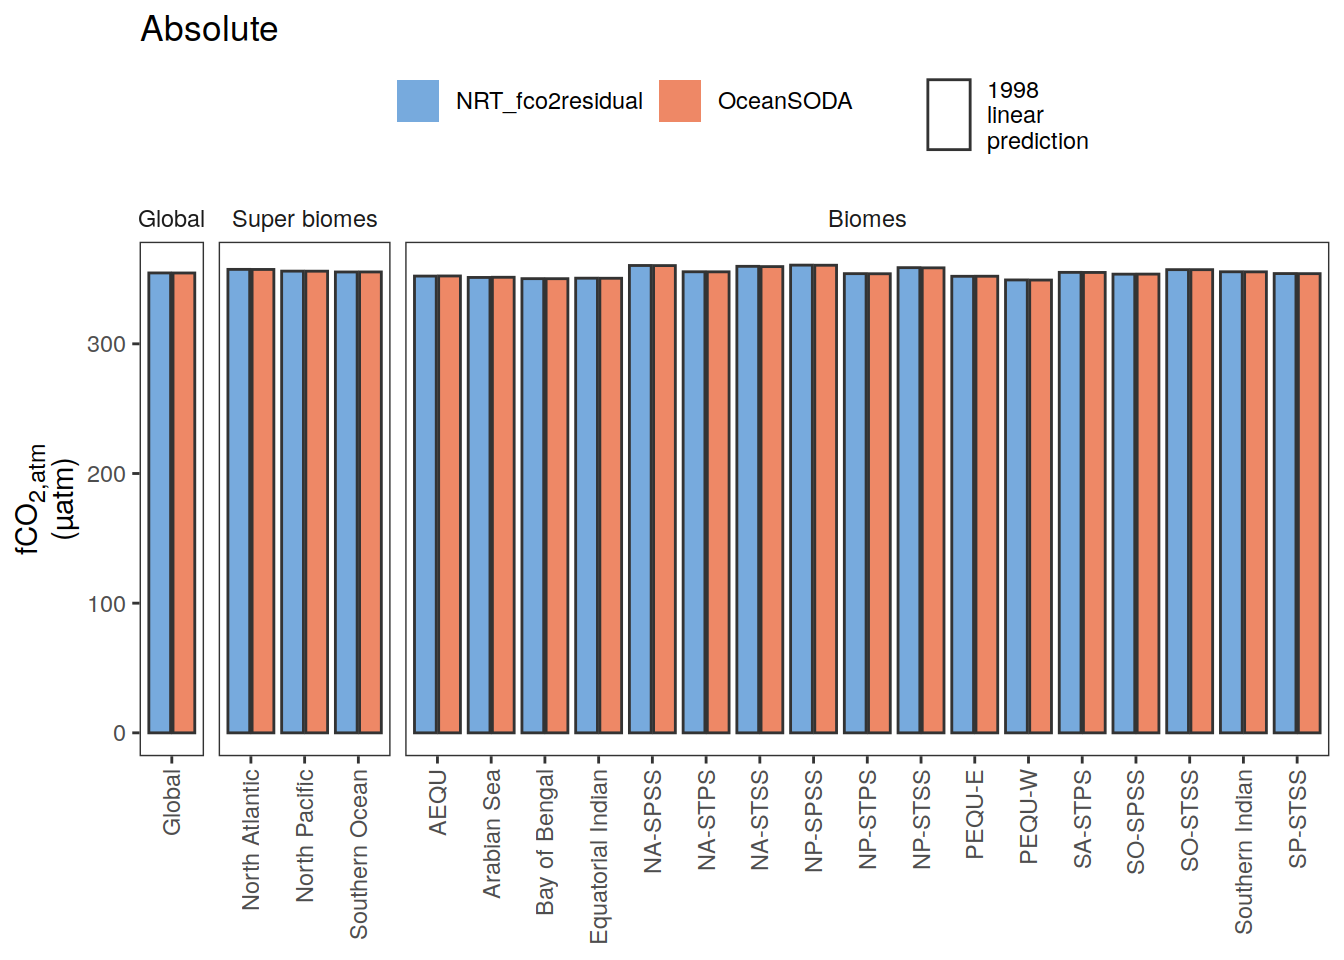 Absolute
NRT_fco2residual
OceanSODA
1998
linear
prediction
Global
Super biomes
Biomes
fCO2,atm
(µatm)
300
200
100
0
Global
North Atlantic
North Pacific
Southern Ocean
AEQU
Arabian Sea
Bay of Bengal
Equatorial Indian
NA-SPSS
NA-STPS
NA-STSS
NP-SPSS
NP-STPS
NP-STSS
PEQU-E
PEQU-W
SA-STPS
SO-SPSS
SO-STSS
Southern Indian
SP-STSS